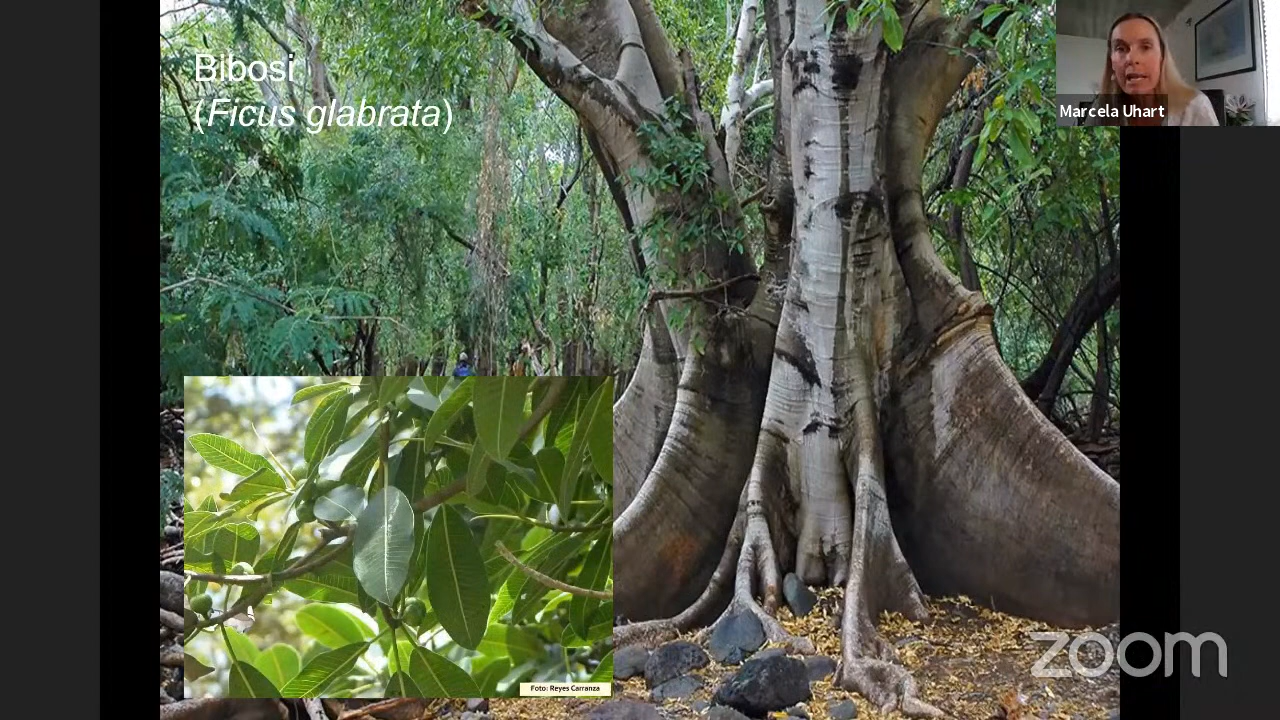 Bibosi
(Ficus glabrata)
Marcela Uhart
Foto: Reyes Carranza
zoom